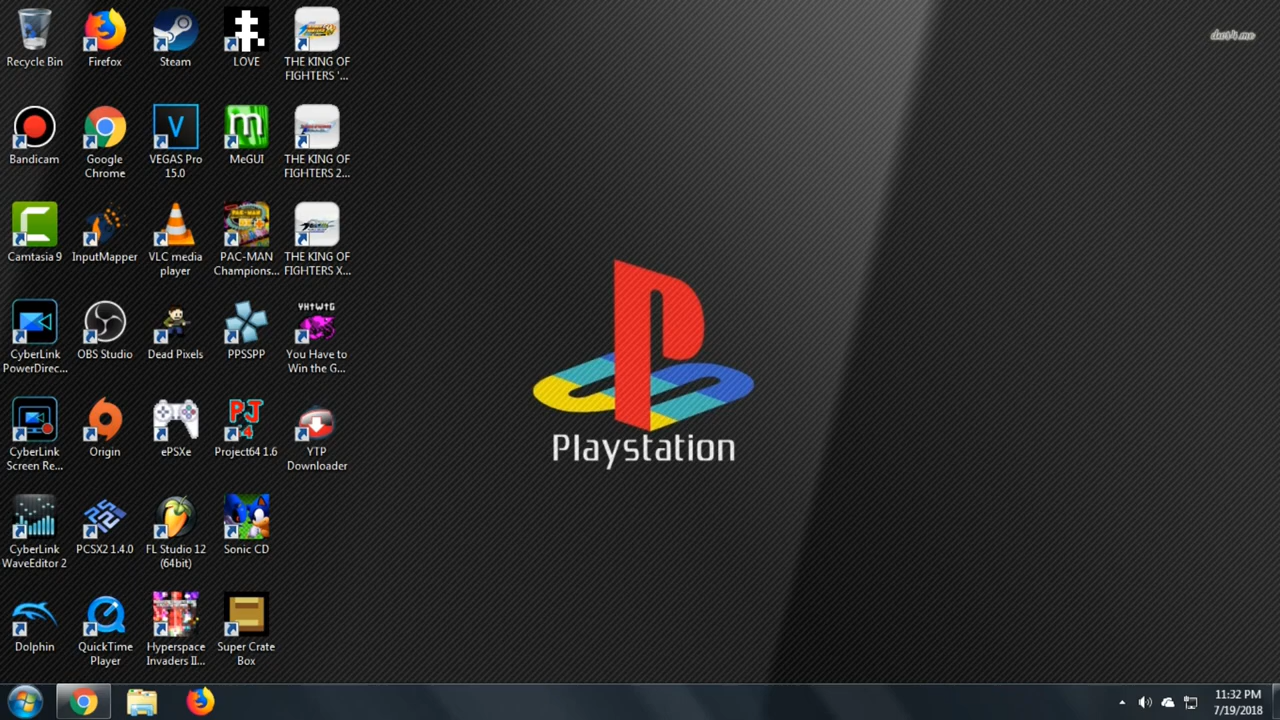 Recycle Bin
Firefox
Steam
LOVE
THE KING OF
FIGHTERS '...
Bandicam
Google
Chrome
VEGAS Pro
15.0
MeGUI
THE KING OF
FIGHTERS 2...
Camtasia 9
InputMapper
VLC media
player
PAC-MAN
Champions...
THE KING OF
FIGHTERS X...
CyberLink
PowerDirec...
OBS Studio
Dead Pixels
PPSSPP
YHtWtG
You Have to
Win the G...
CyberLink
Screen Re...
Origin
ePSXe
PJ
64
Project64 1.6
YTP
Downloader
CyberLink
WaveEditor 2
PCSX2 1.4.0
FL Studio 12
(64bit)
Sonic CD
Dolphin
QuickTime
Player
Hyperspace
Invaders II...
Super Crate
Box
Playstation
11:32 PM
7/19/2018